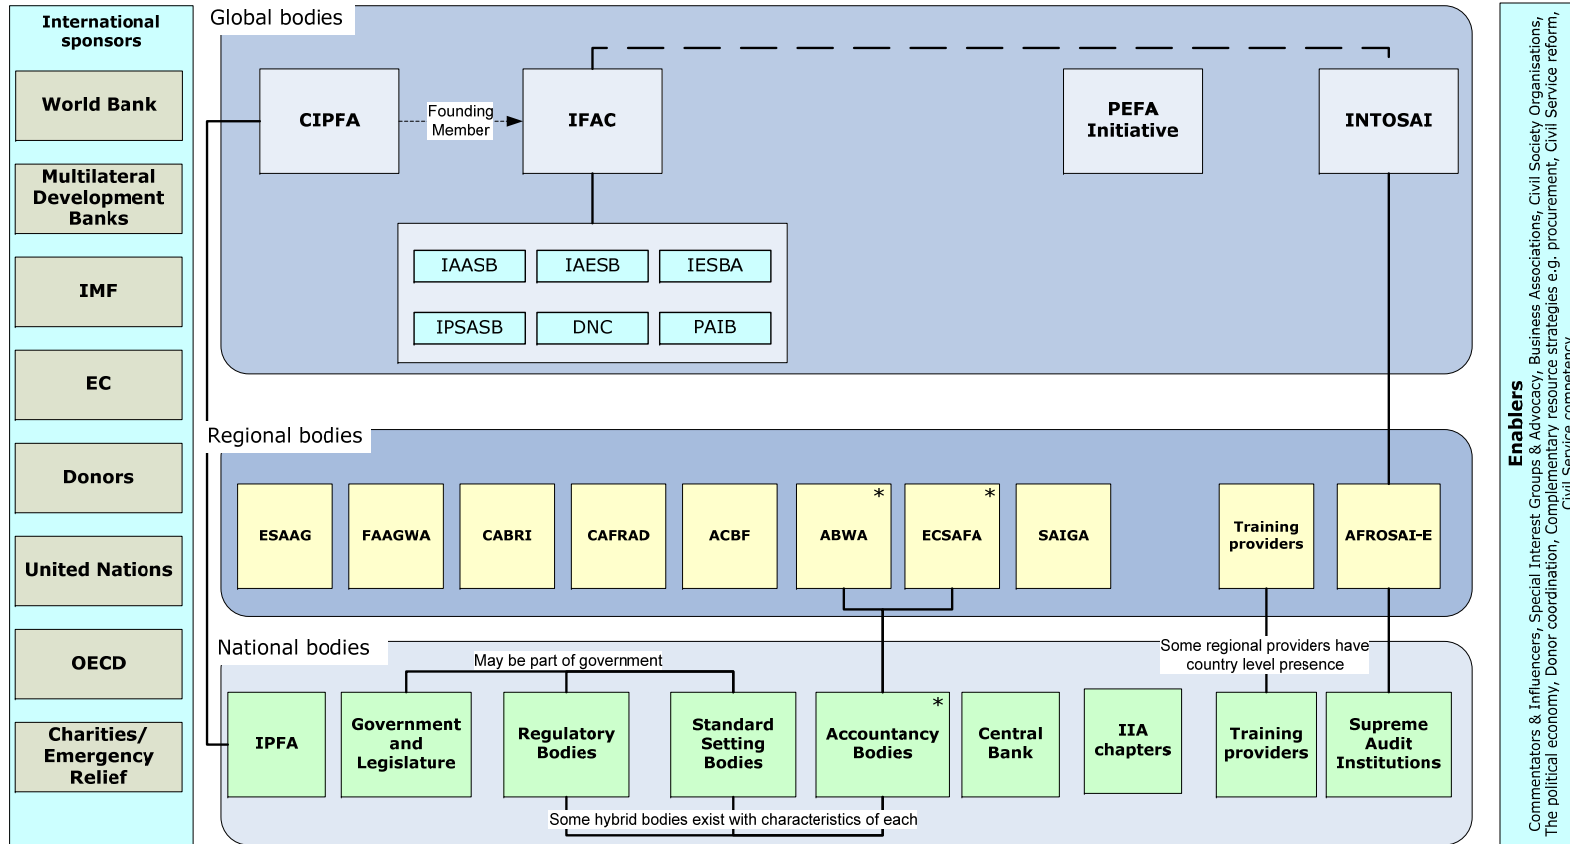 International
sponsors
World Bank
Multilateral
Development
Banks
IMF
EC
Donors
United Nations
OECD
Charities/
Emergency
Relief
Global bodies
CIPFA
Founding
Member
IFAC
PEFA
Initiative
INTOSAI
IAASB
IAESB
IESBA
IPSASB
DNC
PAIB
Regional bodies
ESAAG
FAAGWA
CABRI
CAFRAD
ACBF
*
ABWA
*
ECSAFA
SAIGA
Training
providers
AFROSAI-E
National bodies
May be part of government
Some regional providers have
country level presence
IPFA
Government
and
Legislature
Regulatory
Bodies
Standard
Setting
Bodies
*
Accountancy
Bodies
Central
Bank
IIA
chapters
Training
providers
Supreme
Audit
Institutions
Some hybrid bodies exist with characteristics of each
Enablers
Commentators & Influencers, Special Interest Groups & Advocacy, Business Associations, Civil Society Organisations,
The political economy, Donor coordination, Complementary resource strategies e.g. procurement, Civil Service reform,
Civil Service competency